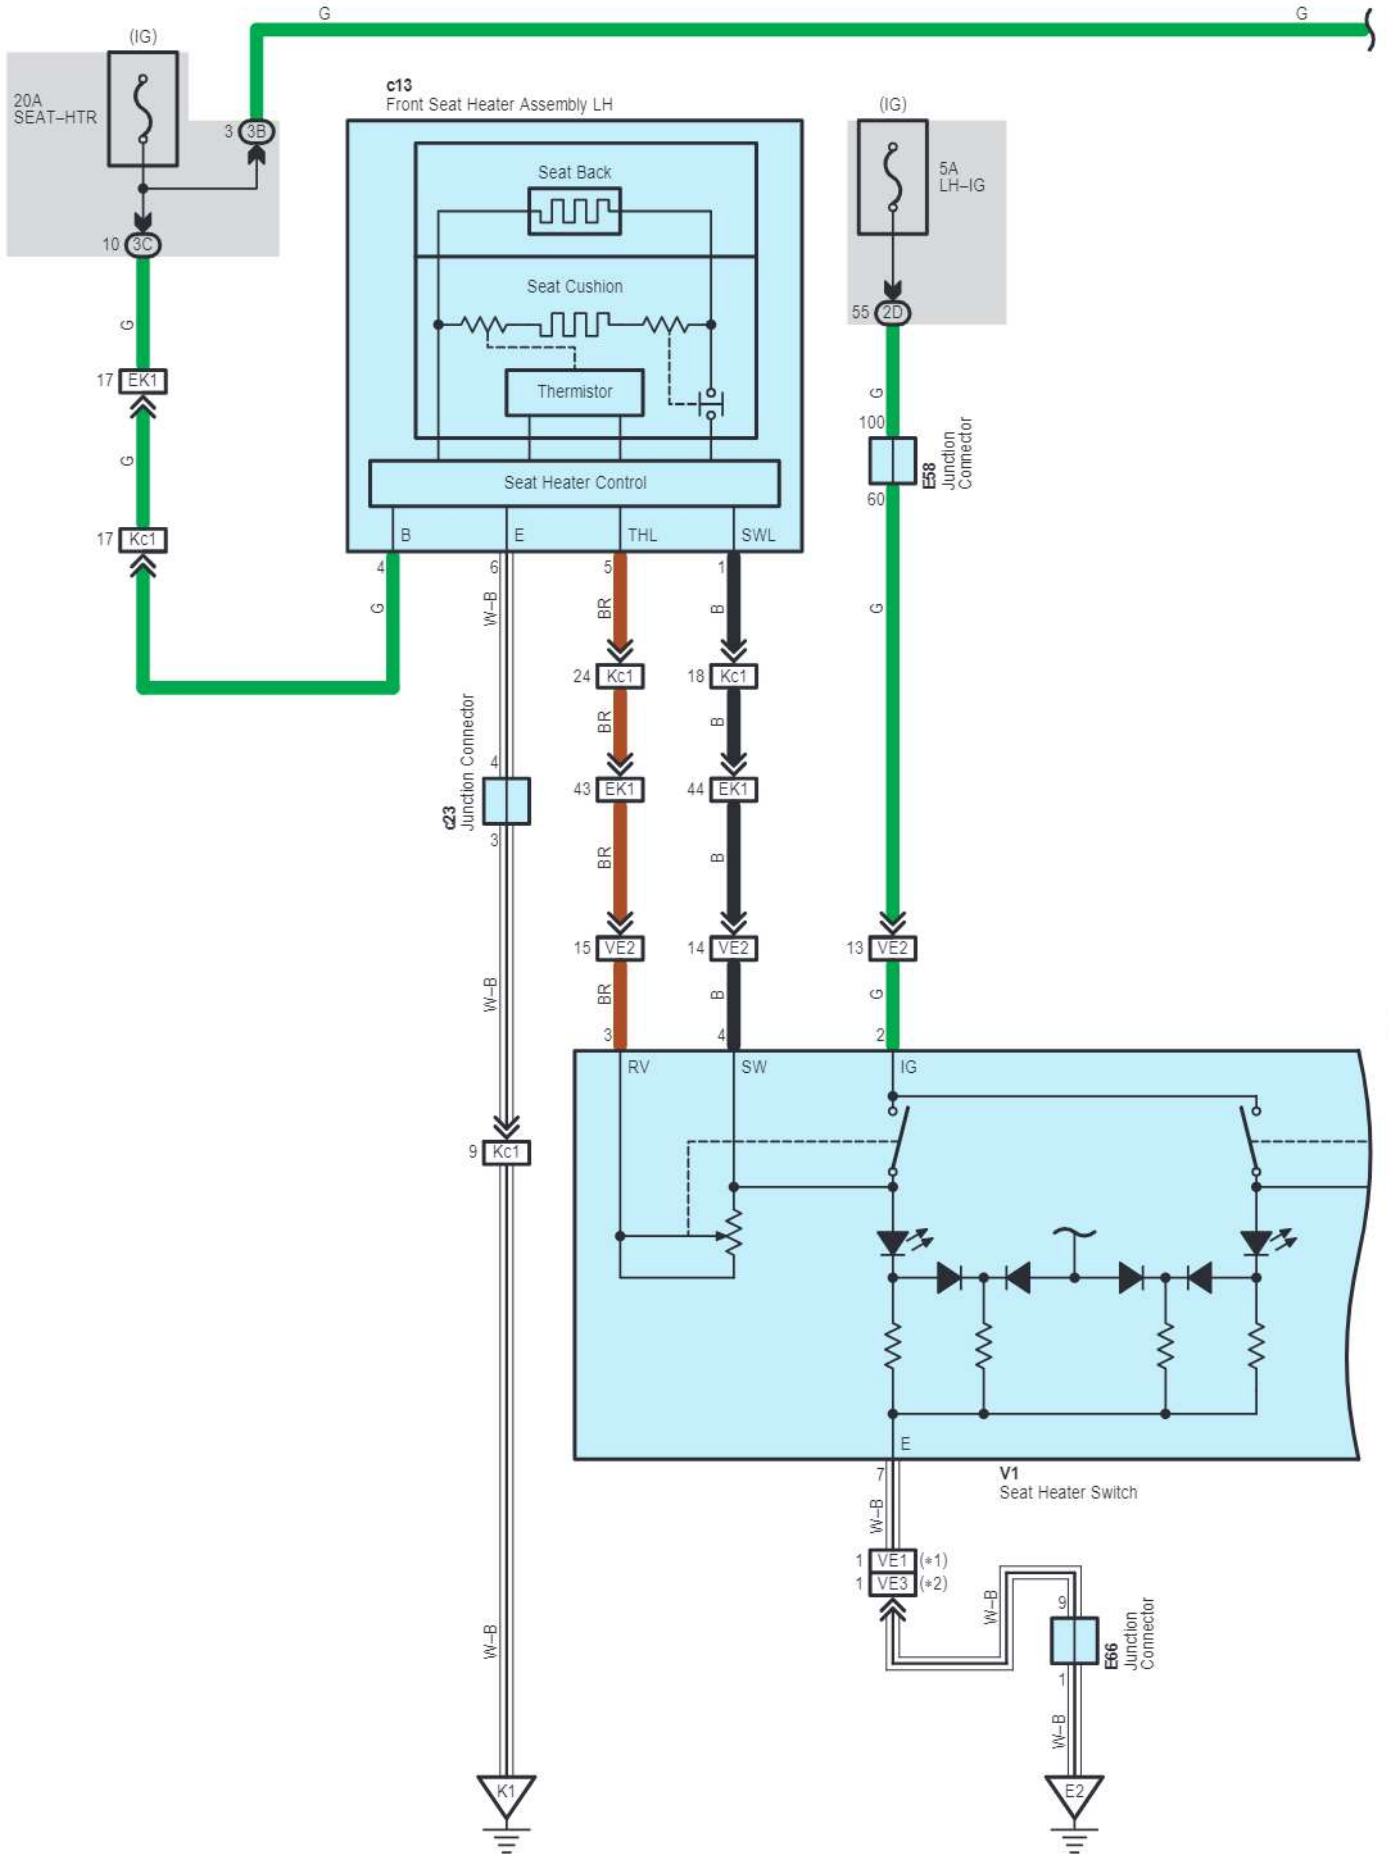 G
G
(IG)
20A
SEAT–HTR
3
3B
10
3C
c13
Front Seat Heater Assembly LH
(IG)
5A
LH–IG
Seat Back
Seat Cushion
Thermistor
Seat Heater Control
B
E
THL
SWL
55
2D
G
17
EK1
G
17
Kc1
G
100
E58
Junction
Connector
60
4
6
5
1
G
W–B
BR
B
G
24
Kc1
18
Kc1
BR
B
4
c23
Junction Connector
3
43
EK1
44
EK1
BR
B
15
VE2
14
VE2
13
VE2
W–B
BR
B
G
3
4
2
RV
SW
IG
9
Kc1
E
7
V1
Seat Heater Switch
W–B
1
VE1
(*1)
1
VE3
(*2)
W–B
9
E66
Junction
Connector
1
W–B
W–B
K1
E2